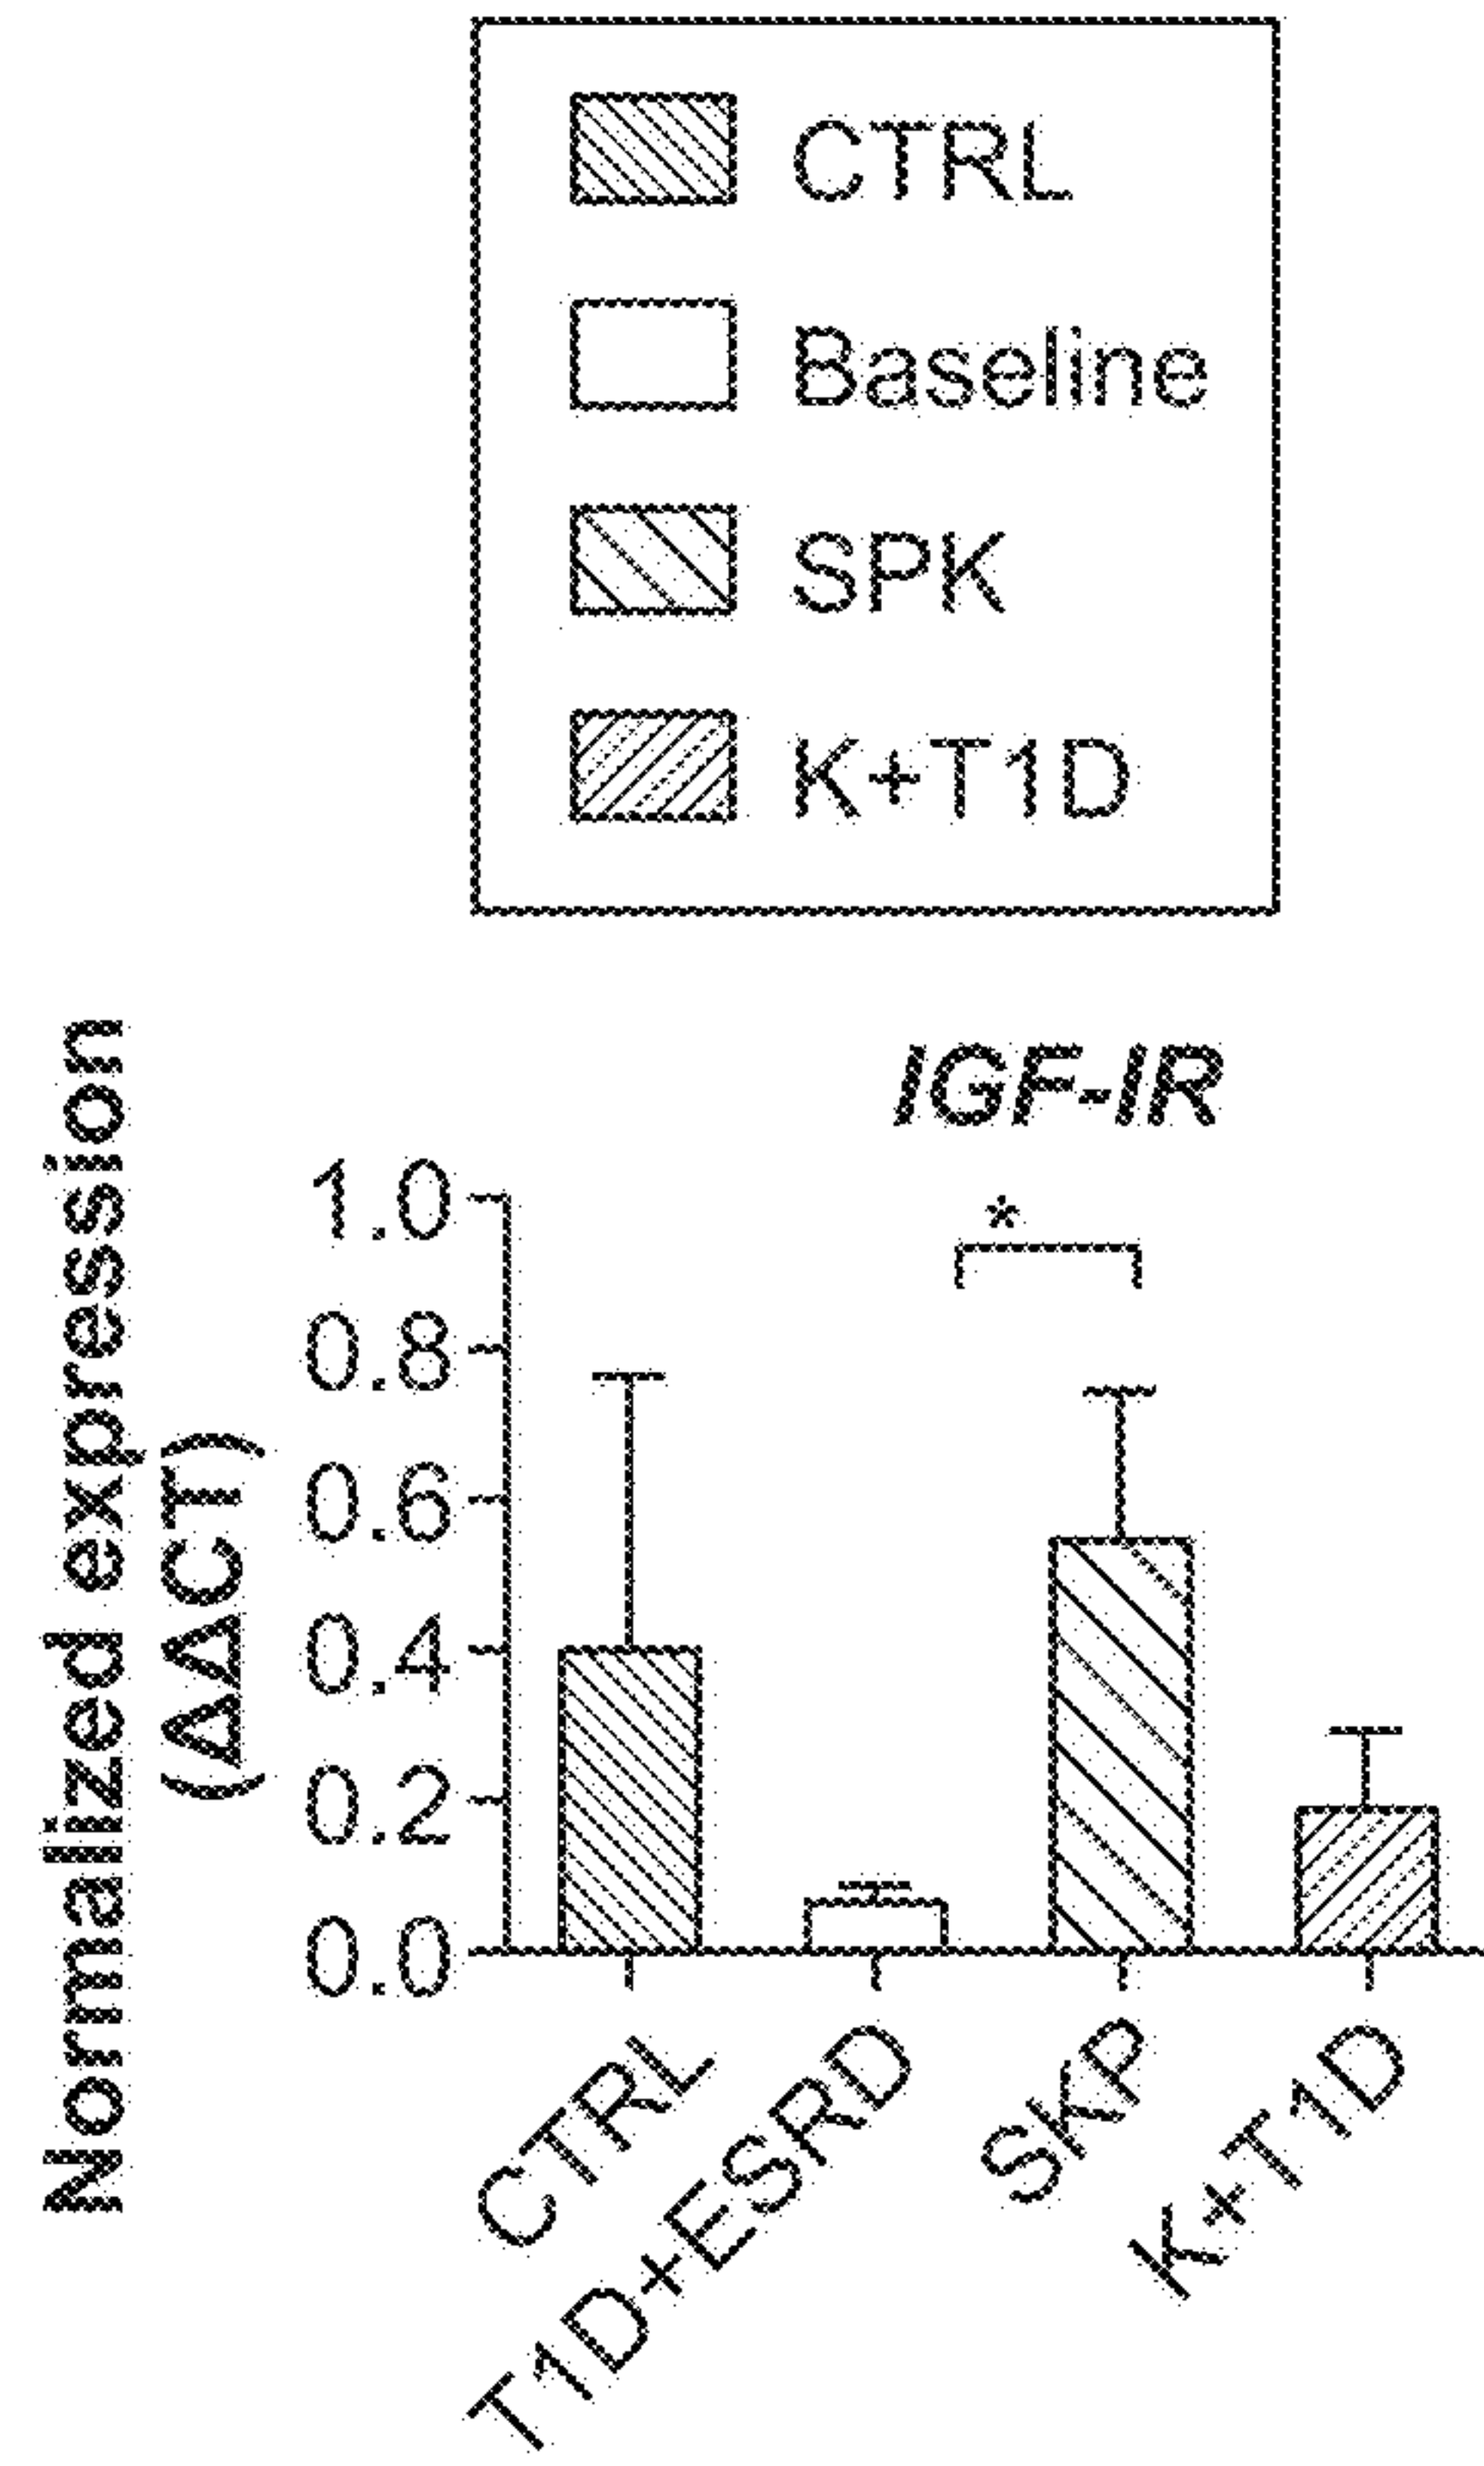 CTRL
Baseline
SPK
K+T1D
IGF-IR
Normalized expression
(ΔΔCT)
*
1.0
0.8
0.6
0.4
0.2
0.0
CTRL
T1D+ESRD
SKP
K+T1D